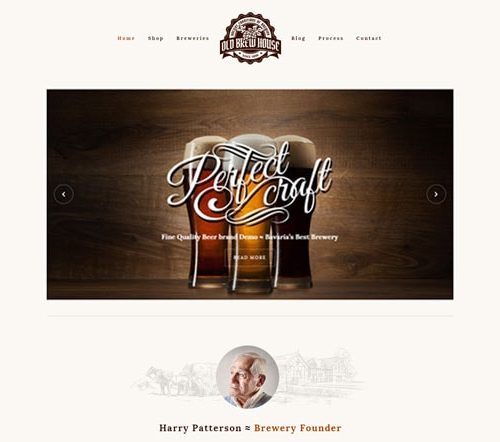 Home Shop Breweries
OLD BREW HOUSE
Blog Process Contact
Perfect
craft
Fine Quality Beer brand Demo ≈ Bavaria's Best Brewery
READ MORE
Harry Patterson ≈ Brewery Founder